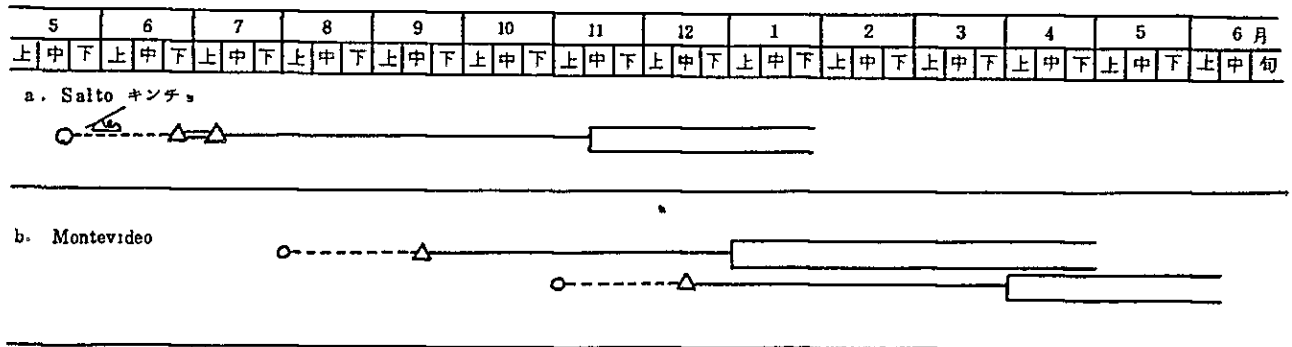 5 6 7 8 9 10 11 12 1 2 3 4 5 6 月
上 中 下 上 中 下 上 中 下 上 中 下 上 中 下 上 中 下 上 中 下 上 中 下 上 中 下 上 中 下 上 中 下 上 中 下 上 中 下 上 中 旬
a. Salto キンチョ
b. Montevideo